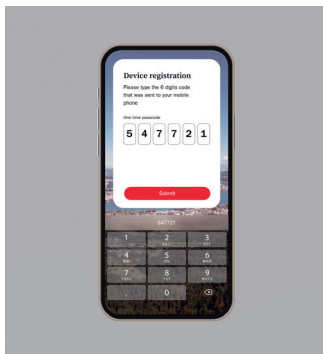 Device registration
Please type the 6 digits code
that was sent to your mobile
phone
One time passcode
5 4 7 7 2 1
Submit
547721
1 2 3
4 5 6
7 8 9
0